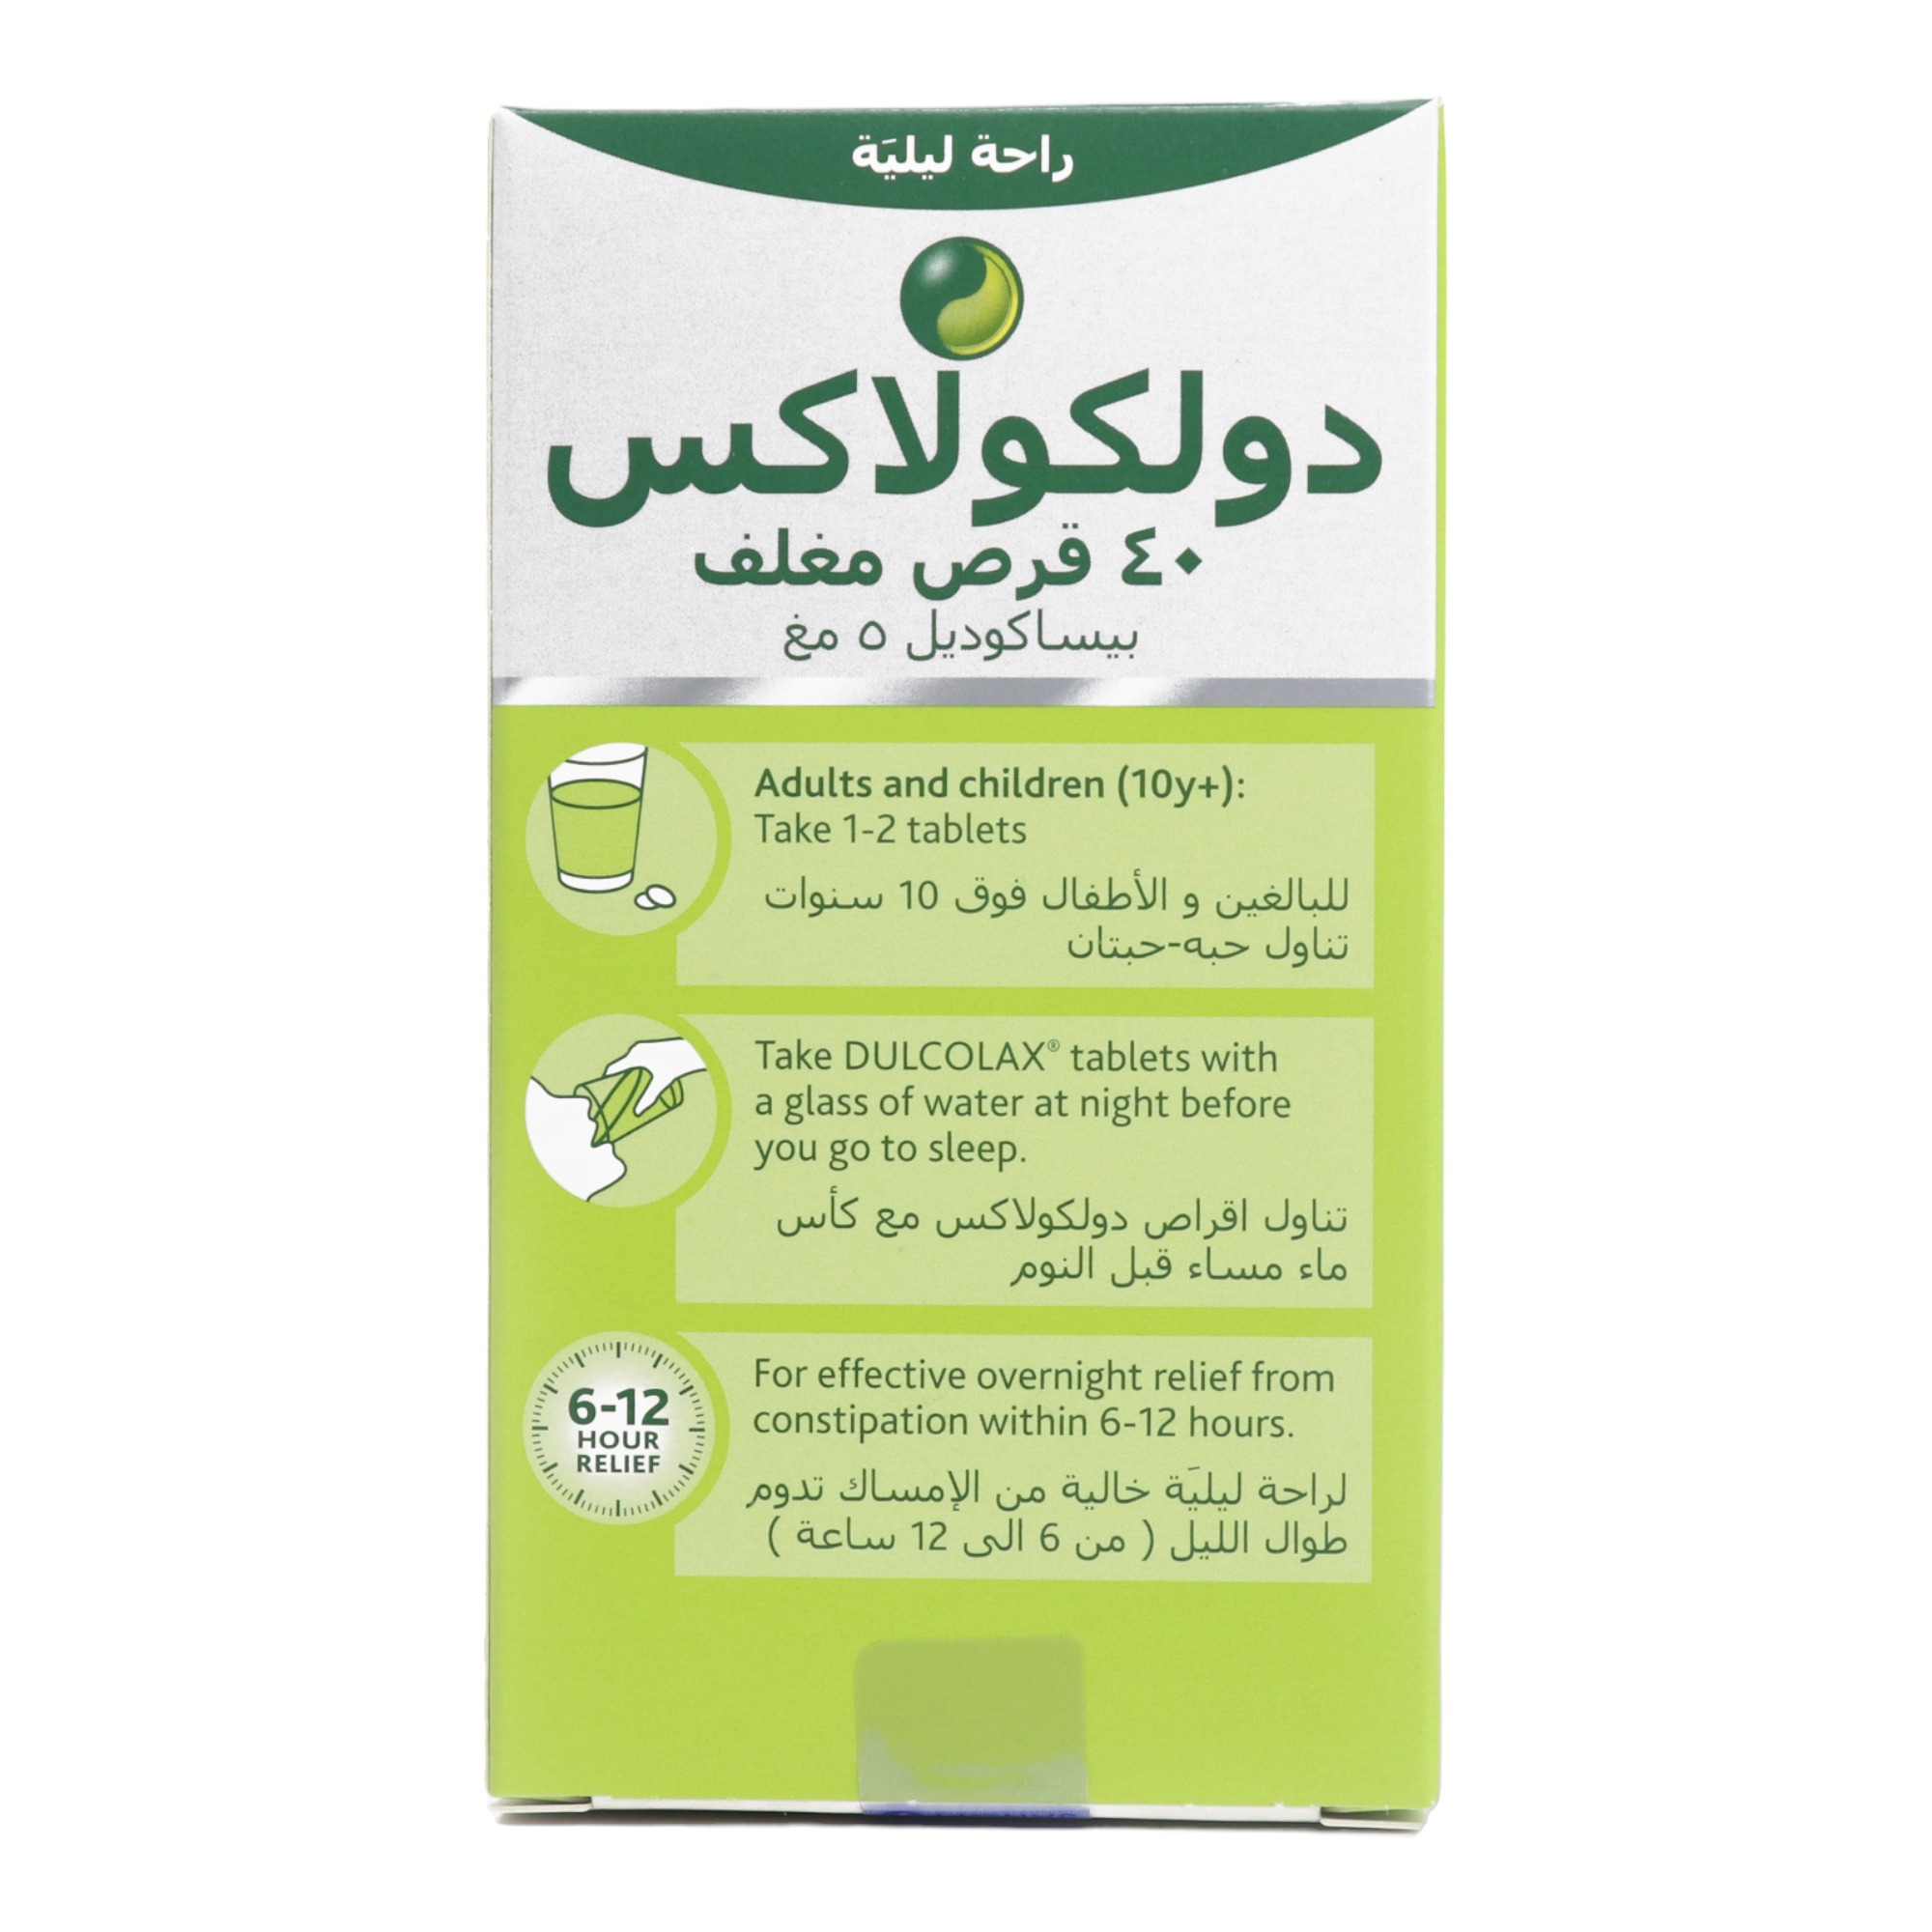 راحة ليليَة
دولكولاكس
٤٠ قرص مغلف
بيساكوديل ٥ مغ
Adults and children (10y+):
Take 1-2 tablets
للبالغين و الأطفال فوق 10 سنوات
تناول حبه-حبتان
Take DULCOLAX® tablets with
a glass of water at night before
you go to sleep.
تناول اقراص دولكولاكس مع كأس
ماء مساء قبل النوم
6-12
HOUR
RELIEF
For effective overnight relief from
constipation within 6-12 hours.
لراحة ليليَة خالية من الإمساك تدوم
طوال الليل ( من 6 الى 12 ساعة )